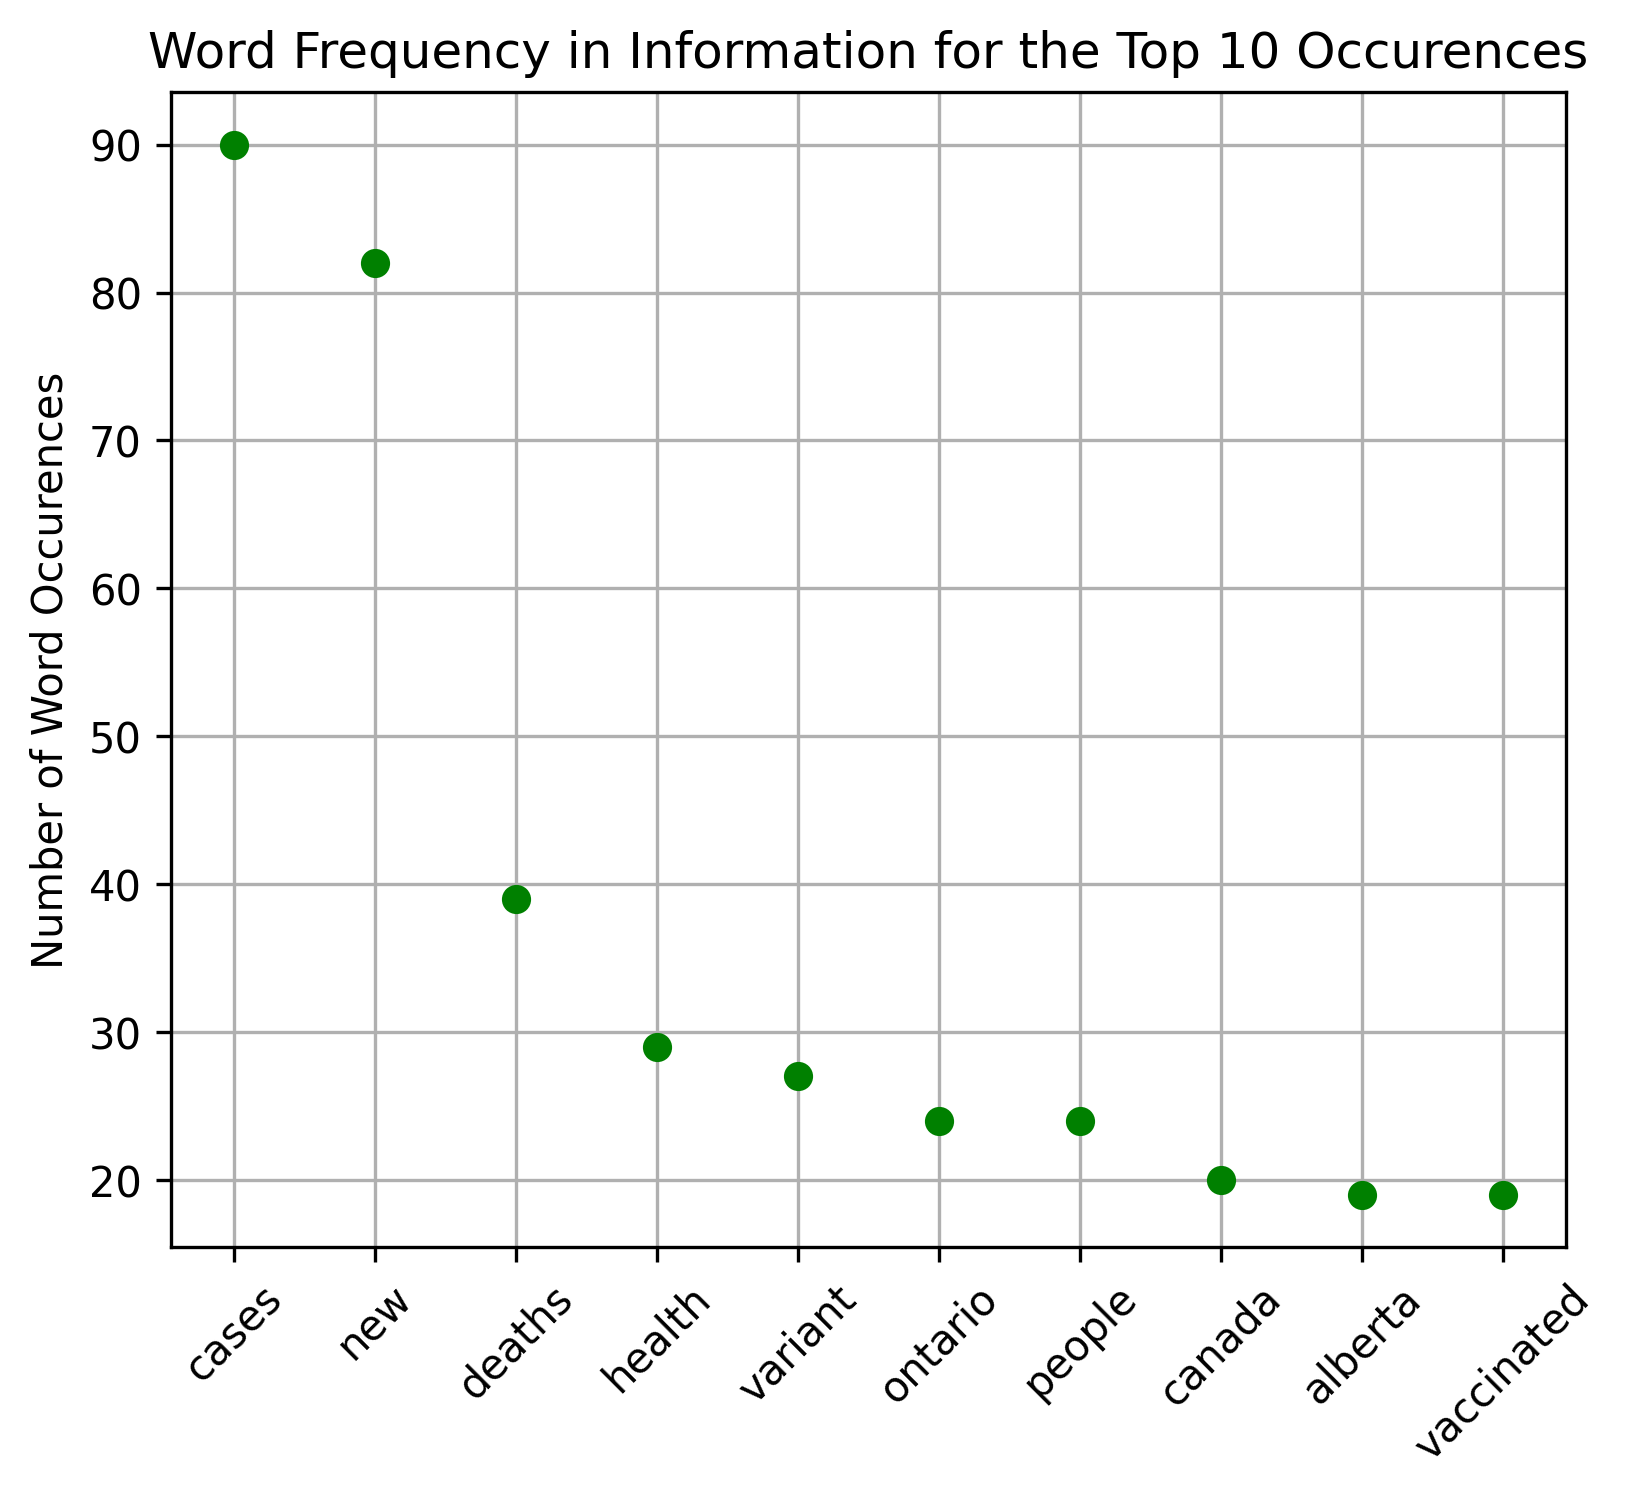 Word Frequency in Information for the Top 10 Occurences
Number of Word Occurences
90
80
70
60
50
40
30
20
cases
new
deaths
health
variant
ontario
people
canada
alberta
vaccinated